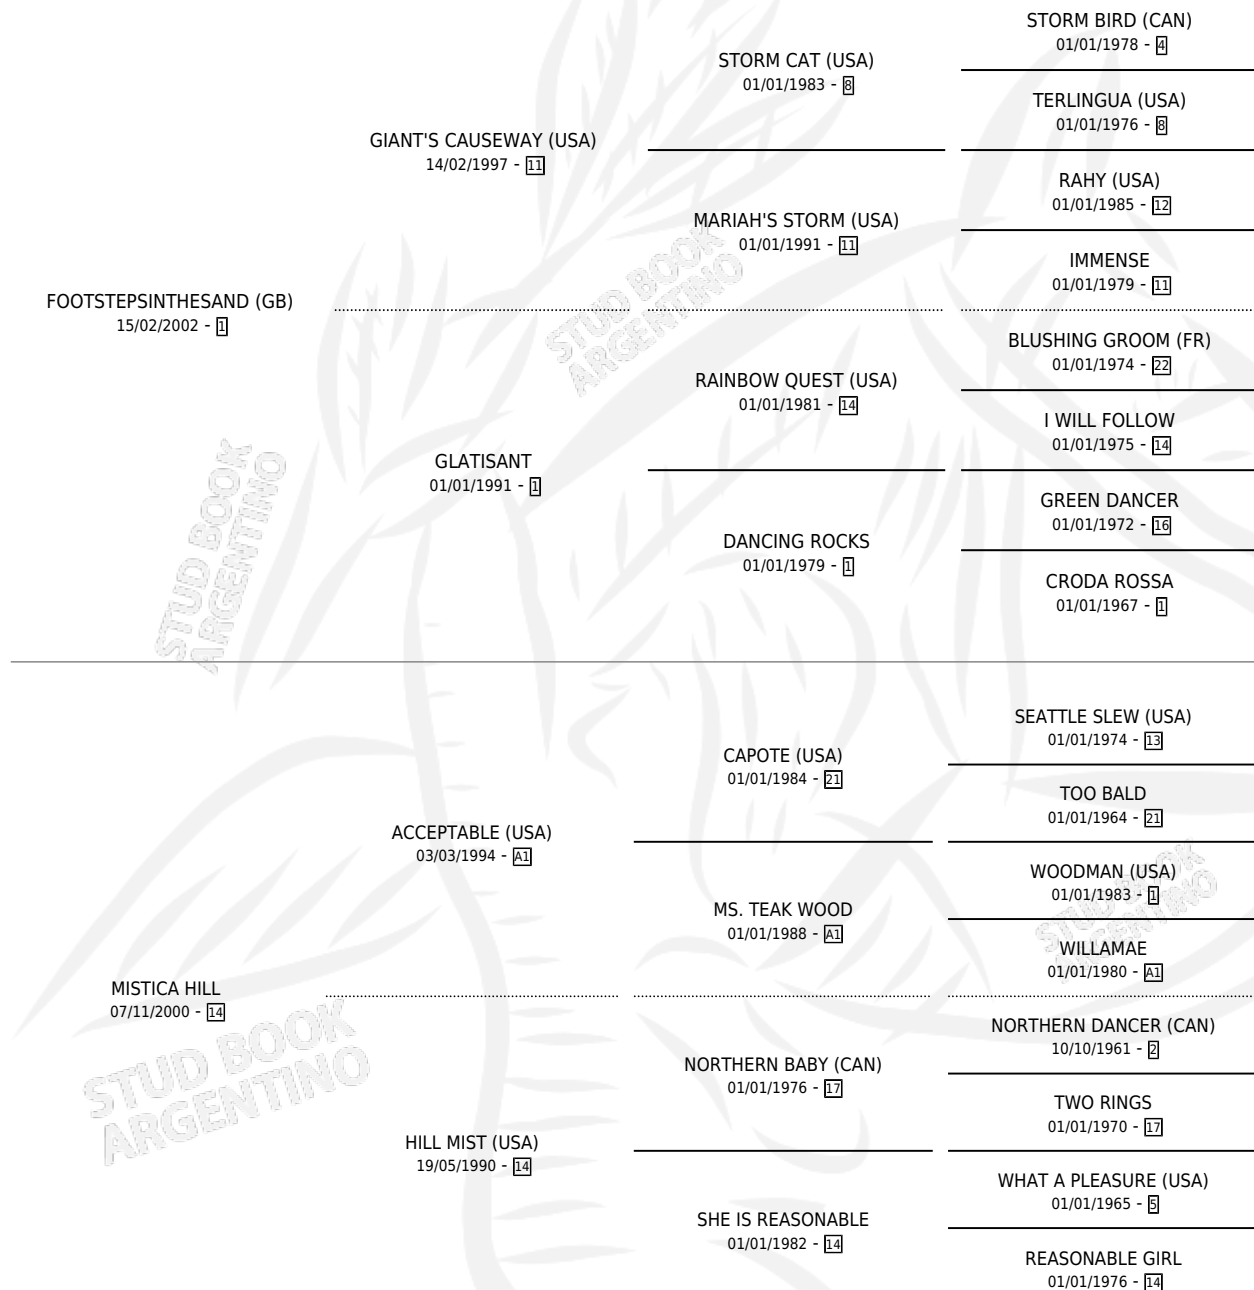 STORM BIRD (CAN)
01/01/1978 - 4
STORM CAT (USA)
01/01/1983 - 8
TERLINGUA (USA)
01/01/1976 - 8
GIANT'S CAUSEWAY (USA)
14/02/1997 - 11
RAHY (USA)
01/01/1985 - 12
MARIAH'S STORM (USA)
01/01/1991 - 11
IMMENSE
01/01/1979 - 11
FOOTSTEPSINTHESAND (GB)
15/02/2002 - 1
BLUSHING GROOM (FR)
01/01/1974 - 22
RAINBOW QUEST (USA)
01/01/1981 - 14
I WILL FOLLOW
01/01/1975 - 14
GLATISANT
01/01/1991 - 1
GREEN DANCER
01/01/1972 - 16
DANCING ROCKS
01/01/1979 - 1
CRODA ROSSA
01/01/1967 - 1
SEATTLE SLEW (USA)
01/01/1974 - 13
CAPOTE (USA)
01/01/1984 - 21
TOO BALD
01/01/1964 - 21
ACCEPTABLE (USA)
03/03/1994 - A1
WOODMAN (USA)
01/01/1983 - 1
MS. TEAK WOOD
01/01/1988 - A1
WILLAMAE
01/01/1980 - A1
MISTICA HILL
07/11/2000 - 14
NORTHERN DANCER (CAN)
10/10/1961 - 2
NORTHERN BABY (CAN)
01/01/1976 - 17
TWO RINGS
01/01/1970 - 17
HILL MIST (USA)
19/05/1990 - 14
WHAT A PLEASURE (USA)
01/01/1965 - 5
SHE IS REASONABLE
01/01/1982 - 14
REASONABLE GIRL
01/01/1976 - 14
STUD BOOK
ARGENTINO
STUD BOOK
ARGENTINO
STUD BOOK
ARGENTINO
STUD BOOK
ARGENTINO